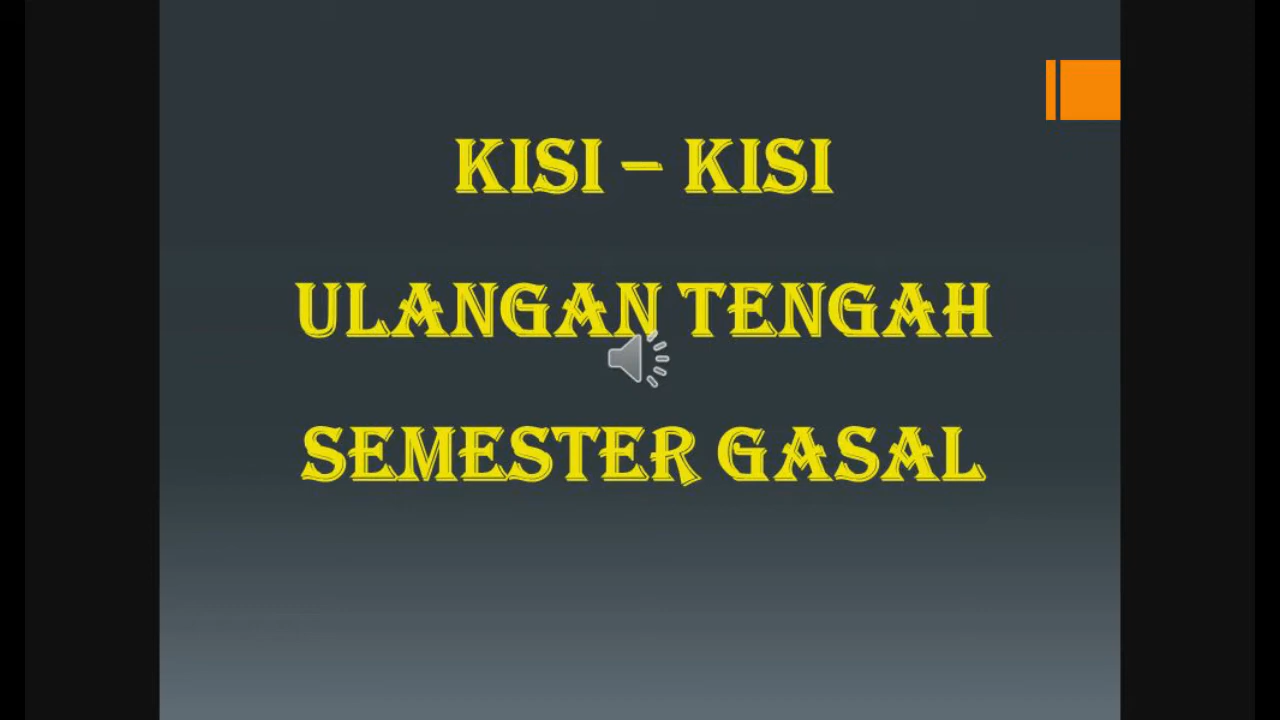 KISI – KISI
ULANGAN TENGAH
SEMESTER GASAL